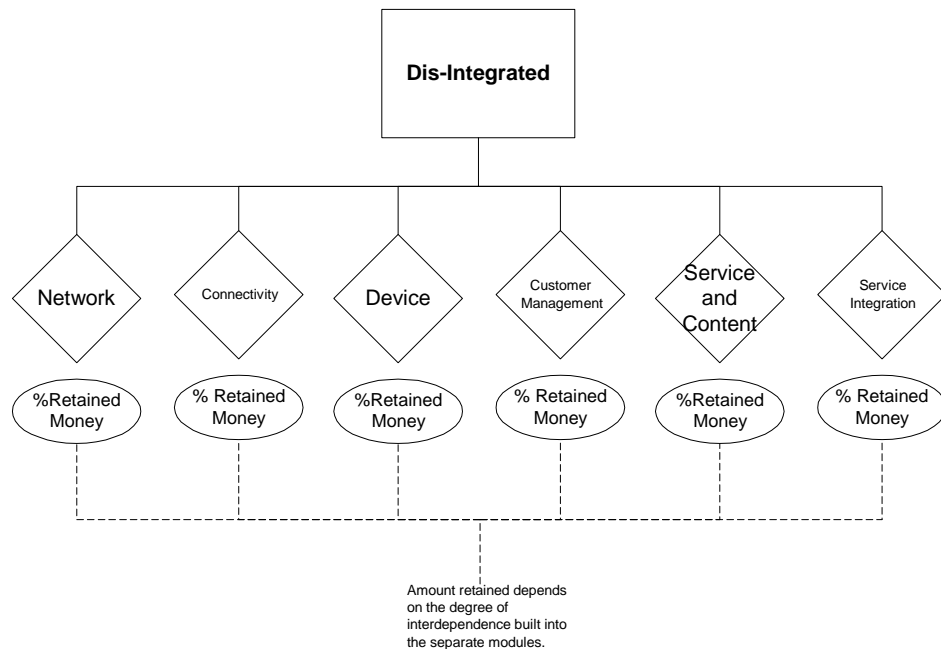 Dis-Integrated
Network
Connectivity
Device
Customer
Management
Service
and
Content
Service
Integration
%Retained
Money
% Retained
Money
%Retained
Money
% Retained
Money
%Retained
Money
% Retained
Money
Amount retained depends
on the degree of
interdependence built into
the separate modules.